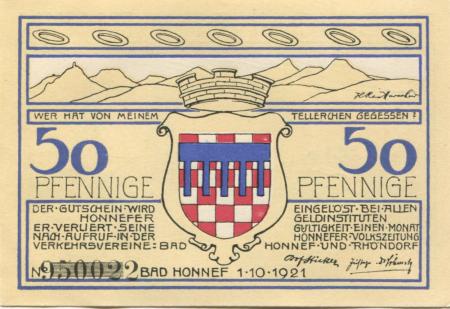 WER HAT VON MEINEM TELLERCHEN GEGESSEN?
50 50
PFENNIGE PFENNIGE
DER GUTSCHEIN WIRD EINGELÖST BEI ALLEN
HONNEFER GELDINSTITUTEN
ER VERLIERT SEINE GÜLTIGKEIT EINEN MONAT
NACH AUFRUF IN DER HONNEFER VOLKSZEITUNG
VERKEHRSVEREINE: BAD HONNEF UND RHÖNDORF
No 950022 BAD HONNEF 1·10·1921